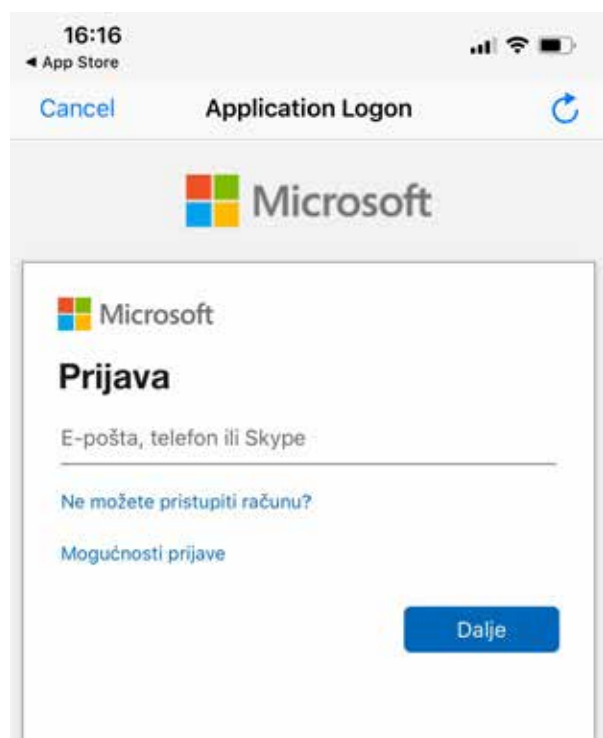 16:16
◀ App Store
Cancel Application Logon
Microsoft
Microsoft
Prijava
E-pošta, telefon ili Skype
Ne možete pristupiti računu?
Mogućnosti prijave
Dalje